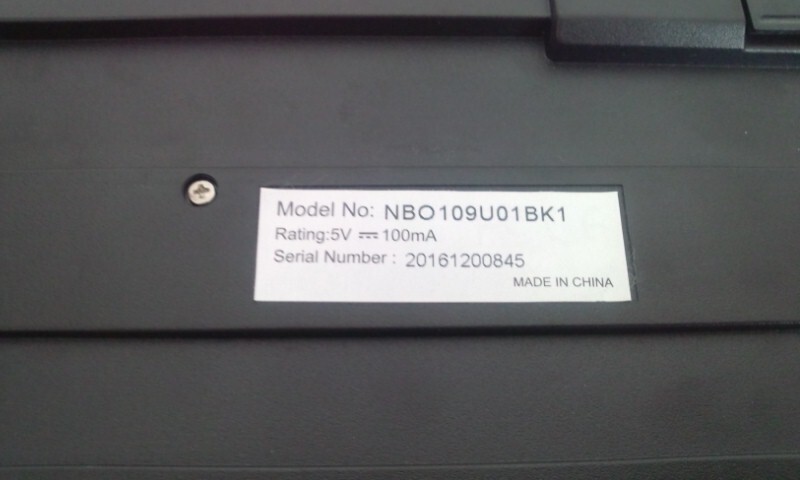 Model No: NBO109U01BK1
Rating:5V ⎓ 100mA
Serial Number : 20161200845
MADE IN CHINA